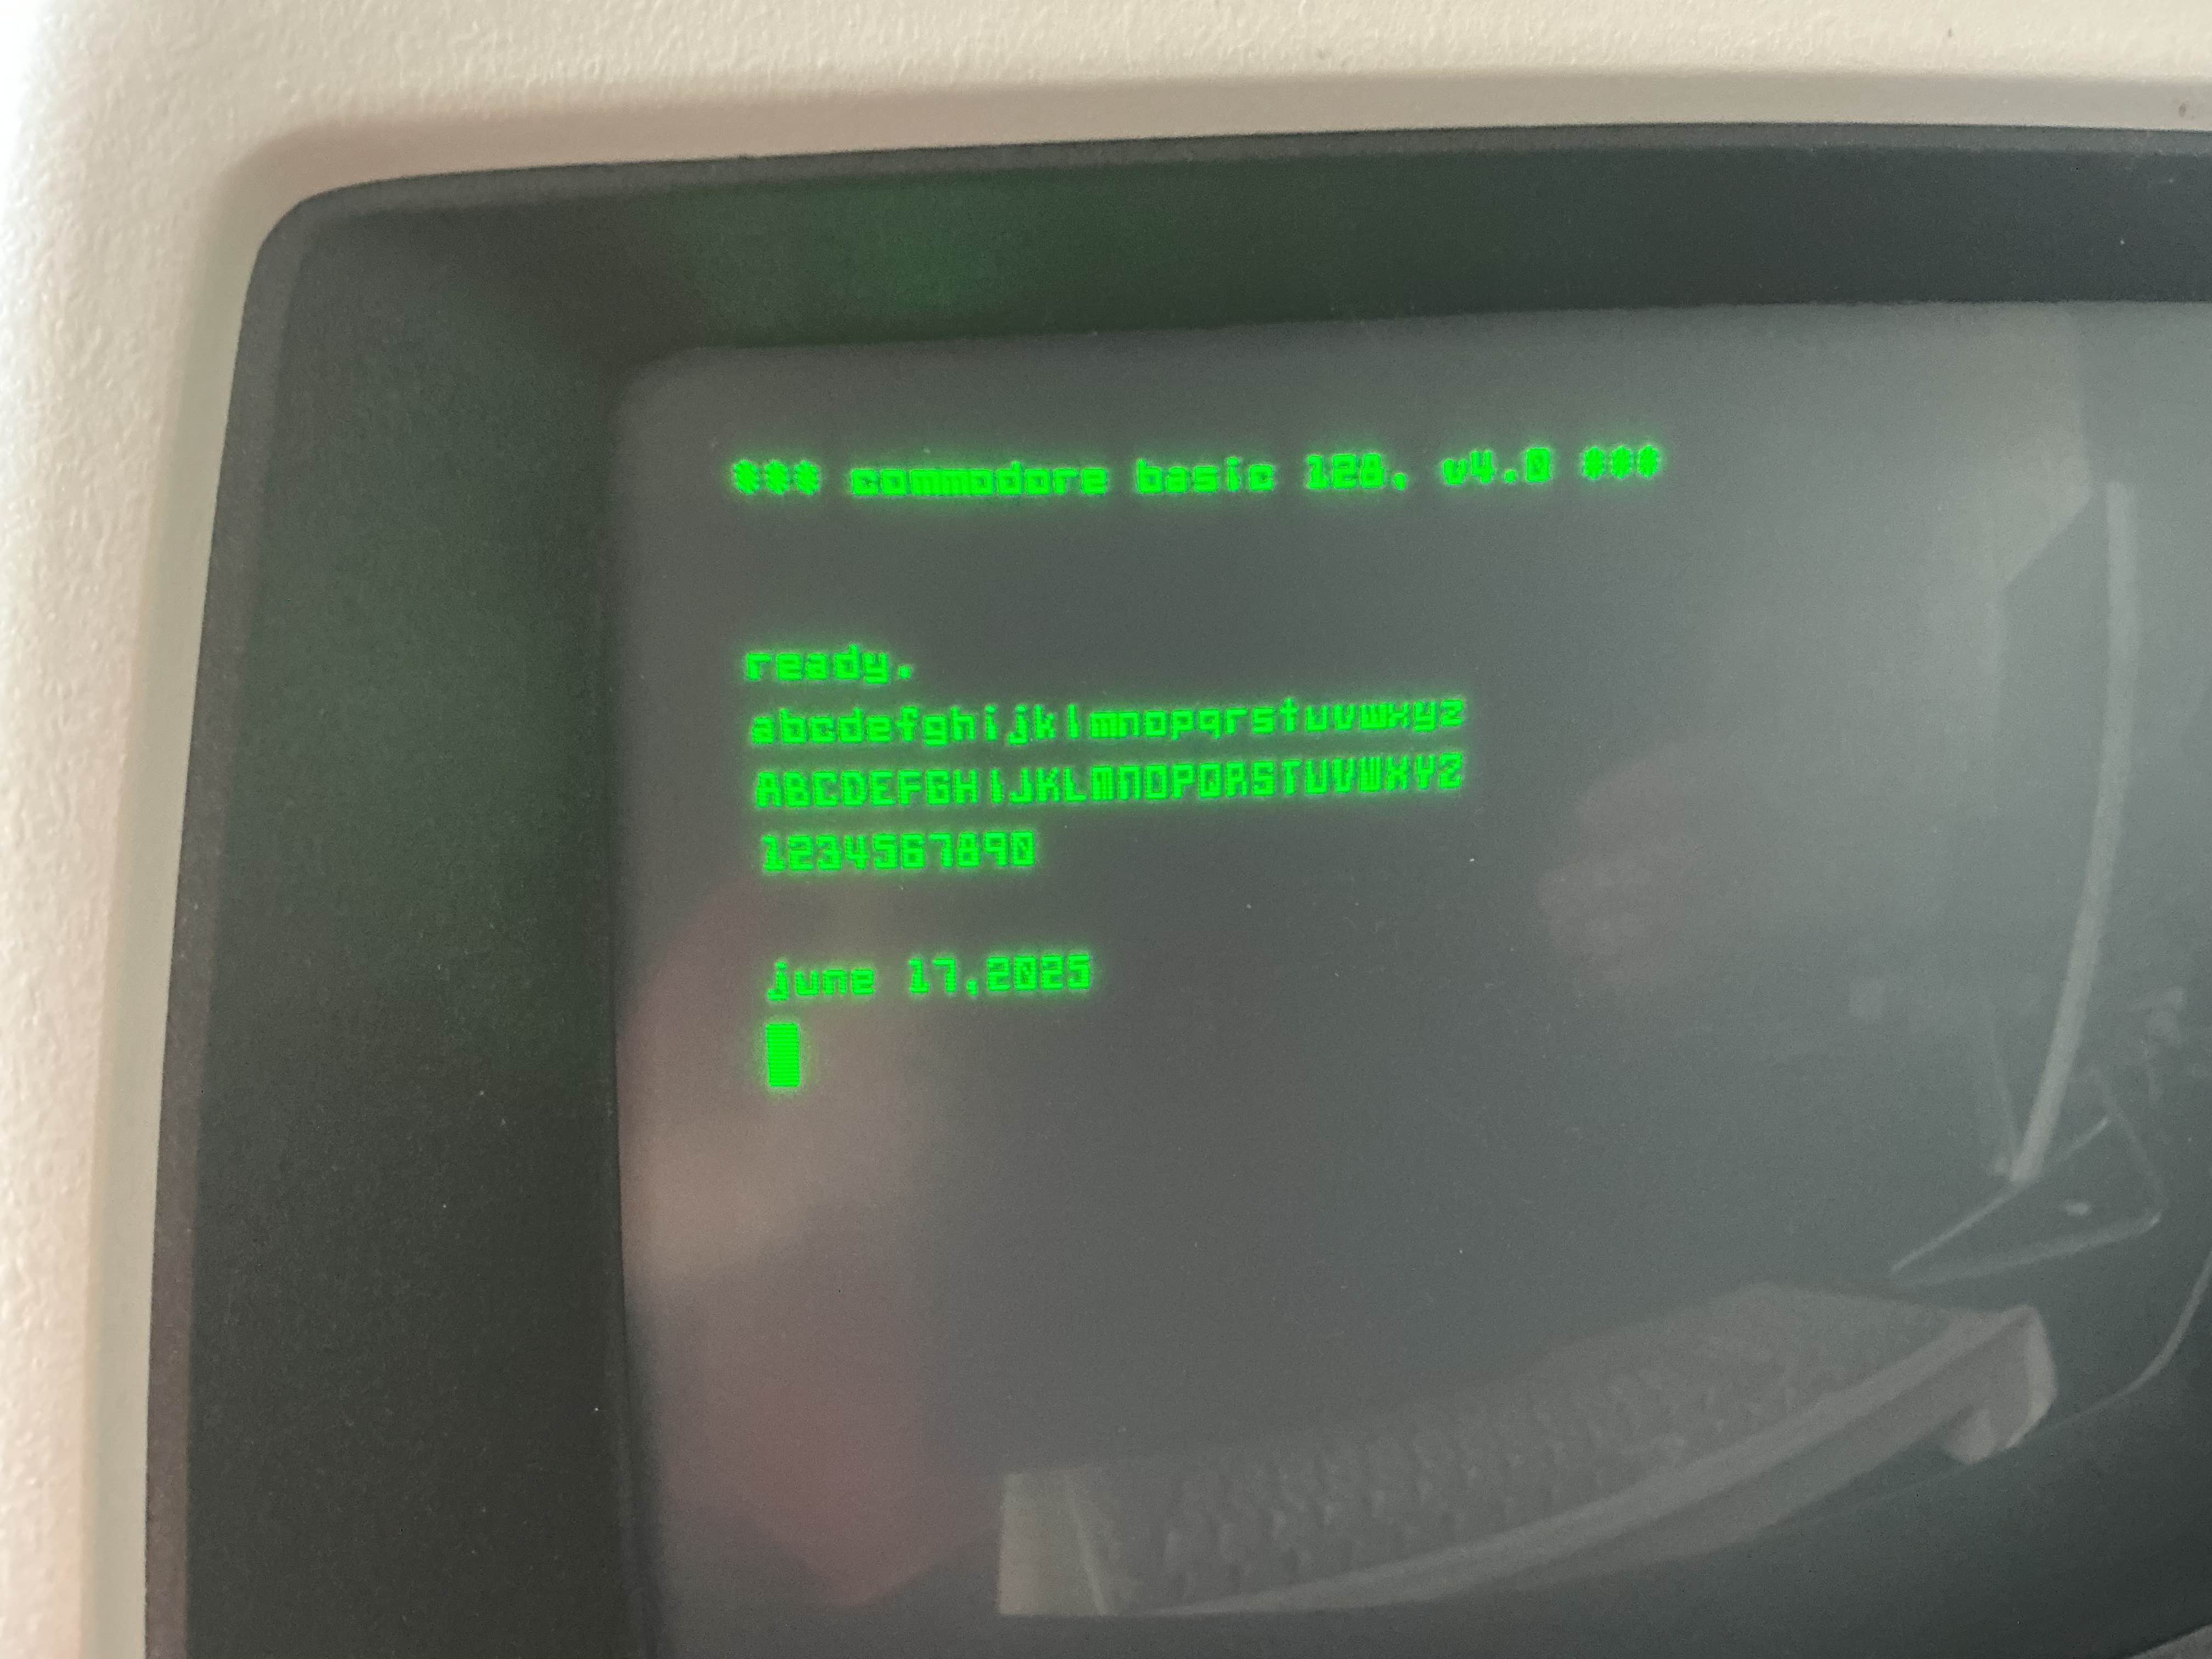 *** commodore basic 128, v4.0 ***
ready.
abcdefghijklmnopqrstuvwxyz
ABCDEFGHIJKLMNOPQRSTUVWXYZ
1234567890
june 17,2025